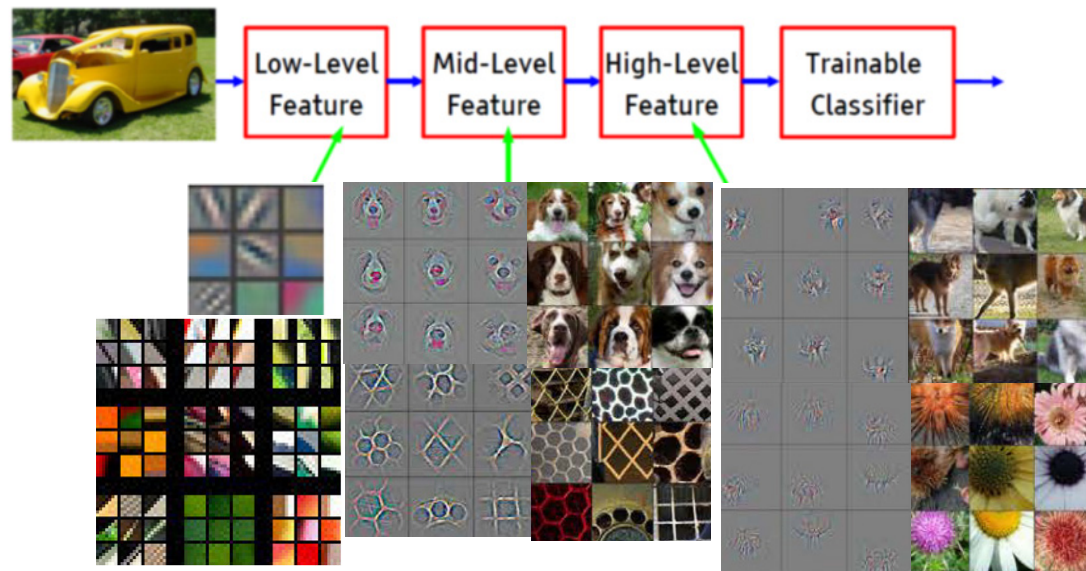 Low-Level
Feature
Mid-Level
Feature
High-Level
Feature
Trainable
Classifier